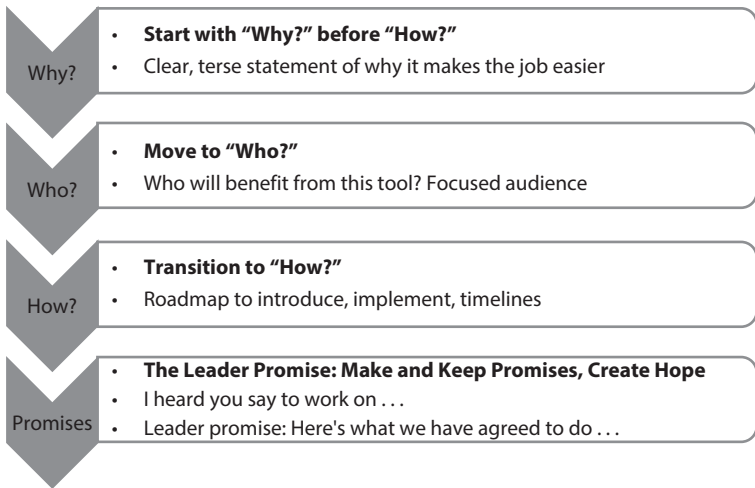 Why?
• Start with “Why?” before “How?”
• Clear, terse statement of why it makes the job easier
Who?
• Move to “Who?”
• Who will benefit from this tool? Focused audience
How?
• Transition to “How?”
• Roadmap to introduce, implement, timelines
Promises
• The Leader Promise: Make and Keep Promises, Create Hope
• I heard you say to work on . . .
• Leader promise: Here's what we have agreed to do . . .